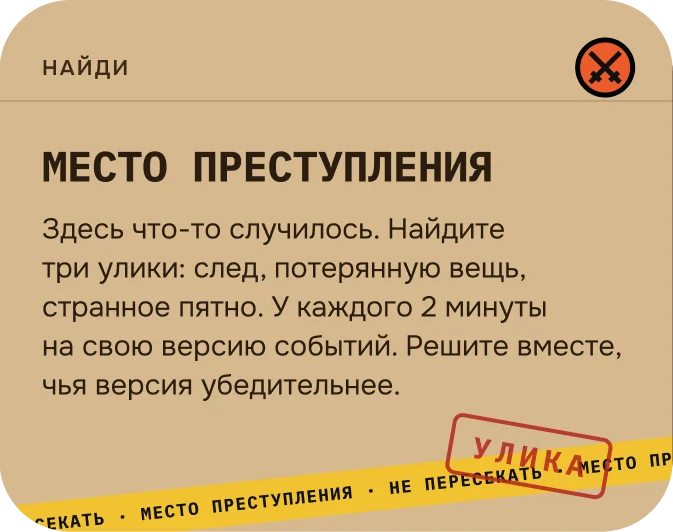 НАЙДИ
МЕСТО ПРЕСТУПЛЕНИЯ
Здесь что-то случилось. Найдите
три улики: след, потерянную вещь,
странное пятно. У каждого 2 минуты
на свою версию событий. Решите вместе,
чья версия убедительнее.
УЛИКА
СЕКАТЬ · МЕСТО ПРЕСТУПЛЕНИЯ · НЕ ПЕРЕСЕКАТЬ · МЕСТО ПР